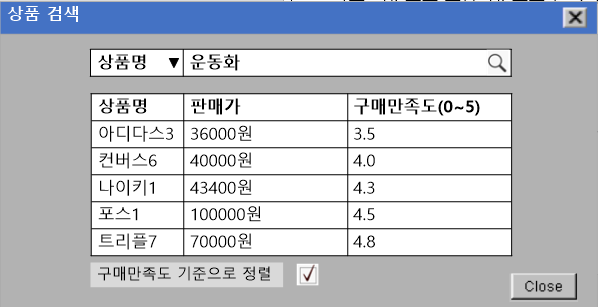 상품 검색
상품명 ▼ 운동화
상품명 판매가 구매만족도(0~5)
아디다스3 36000원 3.5
컨버스6 40000원 4.0
나이키1 43400원 4.3
포스1 100000원 4.5
트리플7 70000원 4.8
구매만족도 기준으로 정렬
Close